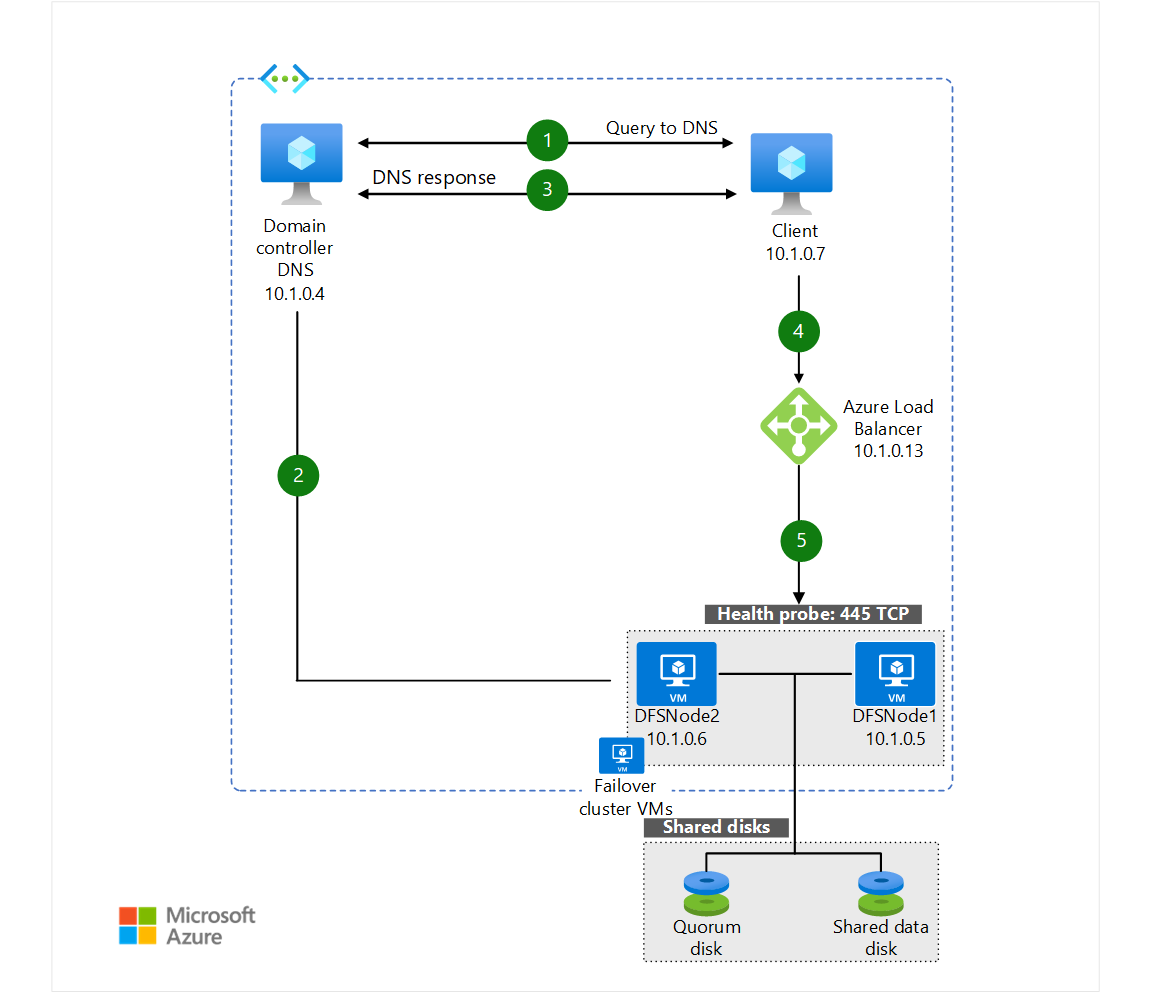 1
Query to DNS
DNS response
3
Domain
controller
DNS
10.1.0.4
Client
10.1.0.7
4
Azure Load
Balancer
10.1.0.13
2
5
Health probe: 445 TCP
VM
DFSNode2
10.1.0.6
VM
DFSNode1
10.1.0.5
VM
Failover
cluster VMs
Shared disks
Quorum
disk
Shared data
disk
Microsoft
Azure